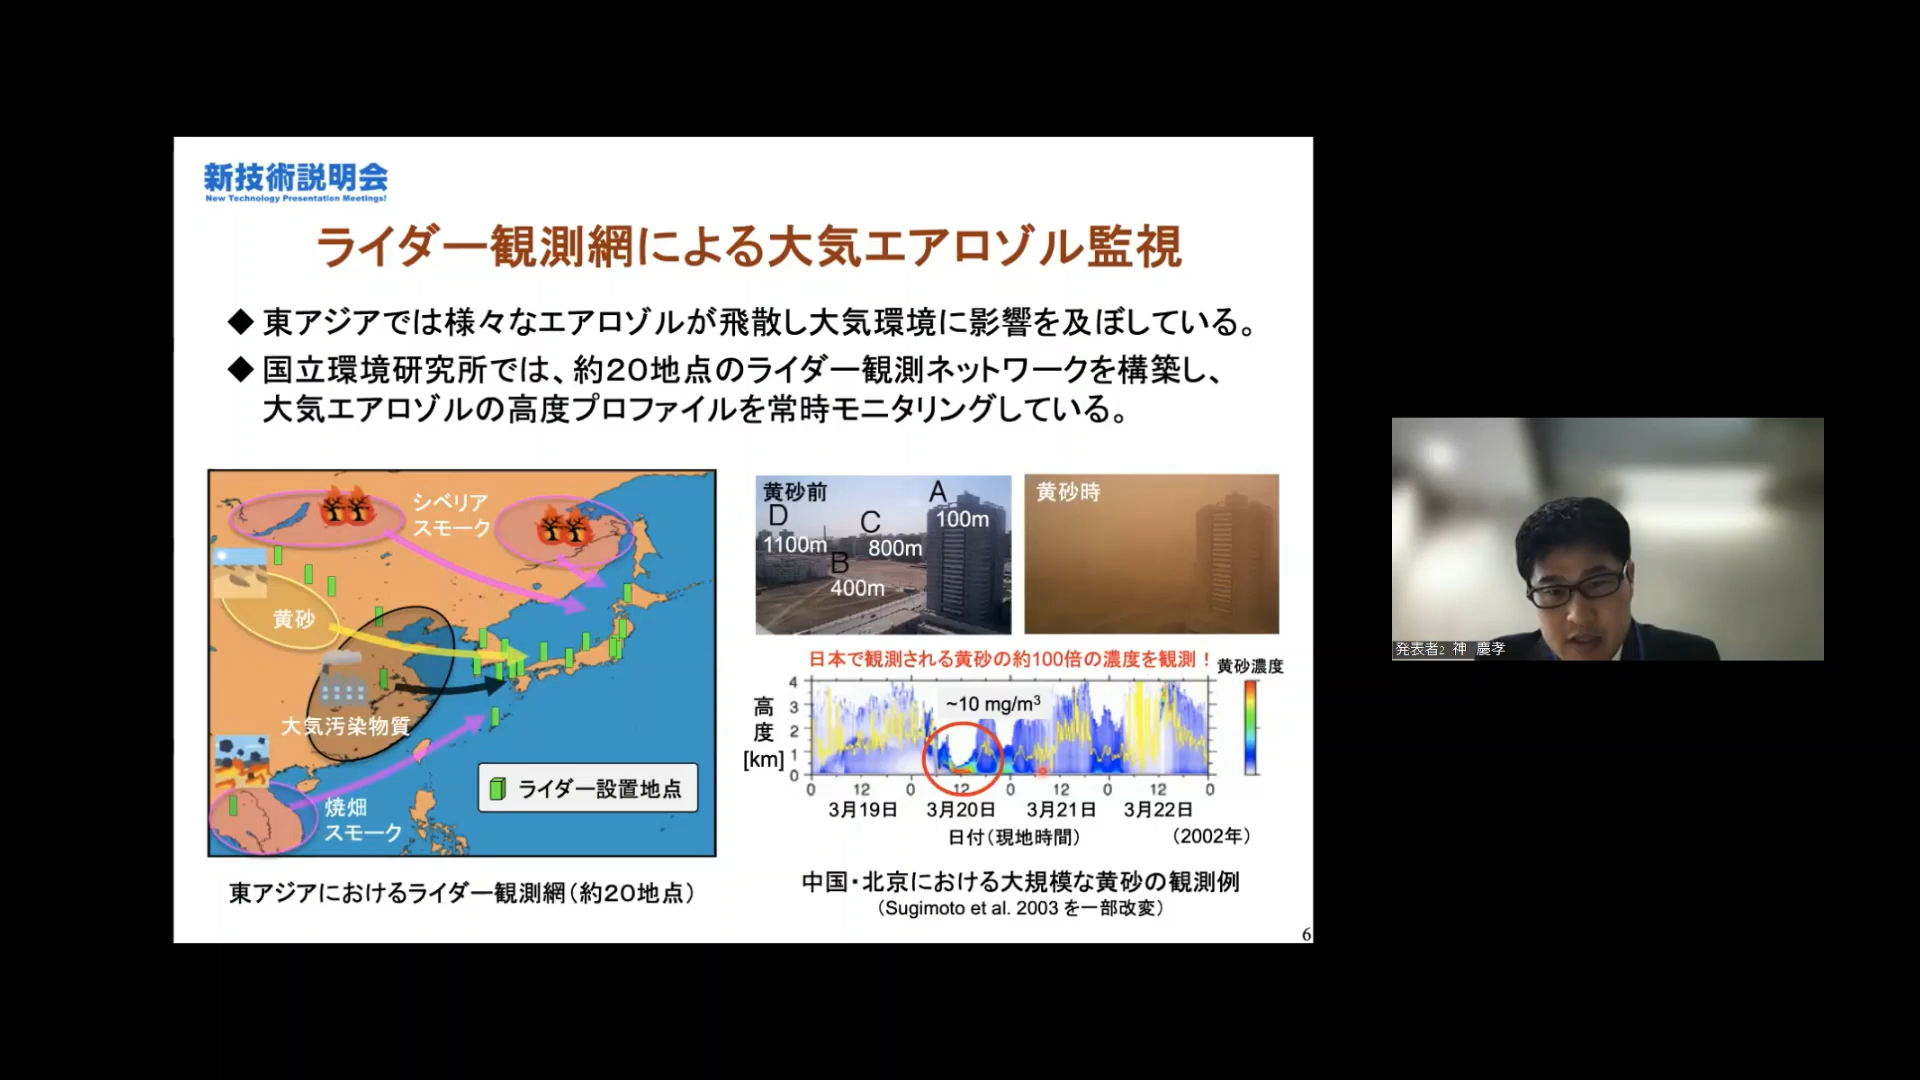 新技術説明会
New Technology Presentation Meetings!
ライダー観測網による大気エアロゾル監視
◆ 東アジアでは様々なエアロゾルが飛散し大気環境に影響を及ぼしている。
◆ 国立環境研究所では、約20地点のライダー観測ネットワークを構築し、
大気エアロゾルの高度プロファイルを常時モニタリングしている。
シベリア
スモーク
黄砂
大気汚染物質
焼畑
スモーク
ライダー設置地点
東アジアにおけるライダー観測網(約20地点)
黄砂前
A
100m
D
1100m
C
800m
B
400m
黄砂時
日本で観測される黄砂の約100倍の濃度を観測!
黄砂濃度
高度
[km]
4
3
2
1
0
~10 mg/m³
0 12 0 12 0 12 0 12 0
3月19日 3月20日 3月21日 3月22日
日付(現地時間)
(2002年)
中国・北京における大規模な黄砂の観測例
(Sugimoto et al. 2003 を一部改変)
6
発表者2 神 慶孝